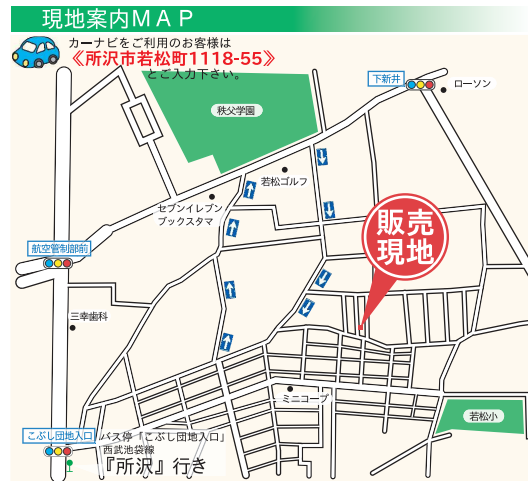 現地案内MAP
カーナビをご利用のお客様は
《所沢市若松町1118-55》
とご入力下さい。
下新井
ローソン
秩父学園
若松ゴルフ
セブンイレブン
ブックスタマ
販売
現地
航空管制部前
三幸歯科
ミニコープ
若松小
こぶし団地入口
バス停「こぶし団地入口」
西武池袋線
『所沢』行き